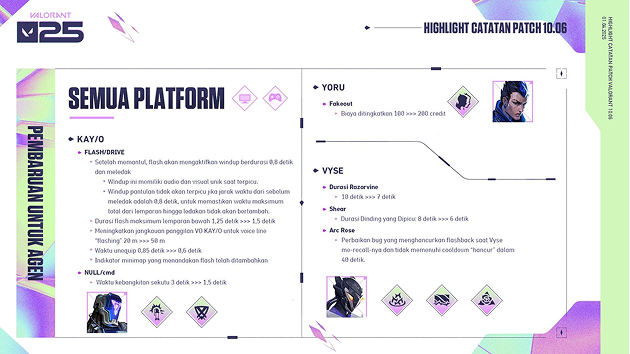 VALORANT
25
HIGHLIGHT CATATAN PATCH 10.06
HIGHLIGHT CATATAN PATCH VALORANT 10.06
PEMBARUAN UNTUK AGEN
SEMUA PLATFORM
KAY/O
FLASH/DRIVE
Setelah memantul, flash akan mengaktifkan windup berdurasi 0,8 detik
dan meledak
Windup ini memiliki audio dan visual unik saat terpicu.
Windup pantulan tidak akan terpicu jika jarak waktu dari sebelum
meledak adalah 0,8 detik, untuk memastikan waktu maksimum
total dari lemparan hingga ledakan tidak akan bertambah.
Durasi flash maksimum lemparan bawah 1,25 detik >>> 1,5 detik
Meningkatkan jangkauan panggilan VO KAY/O untuk voice line
"flashing" 20 m >>> 50 m
Waktu unequip 0,85 detik >>> 0,6 detik
Indikator minimap yang menandakan flash telah ditambahkan
NULL/cmd
Waktu kebangkitan sekutu 3 detik >>> 1,5 detik
YORU
Fakeout
Biaya ditingkatkan 100 >>> 200 credit
VYSE
Durasi Razorvine
10 detik >>> 7 detik
Shear
Durasi Dinding yang Dipicu: 8 detik >>> 6 detik
Arc Rose
Perbaikan bug yang menghancurkan flashback saat Vyse
me-recall-nya dan tidak memenuhi cooldown "hancur" dalam
40 detik.